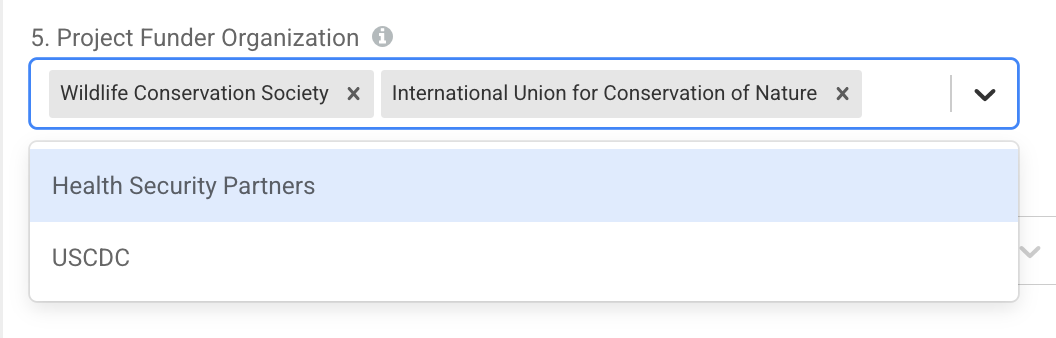 5. Project Funder Organization
Wildlife Conservation Society International Union for Conservation of Nature
Health Security Partners
USCDC